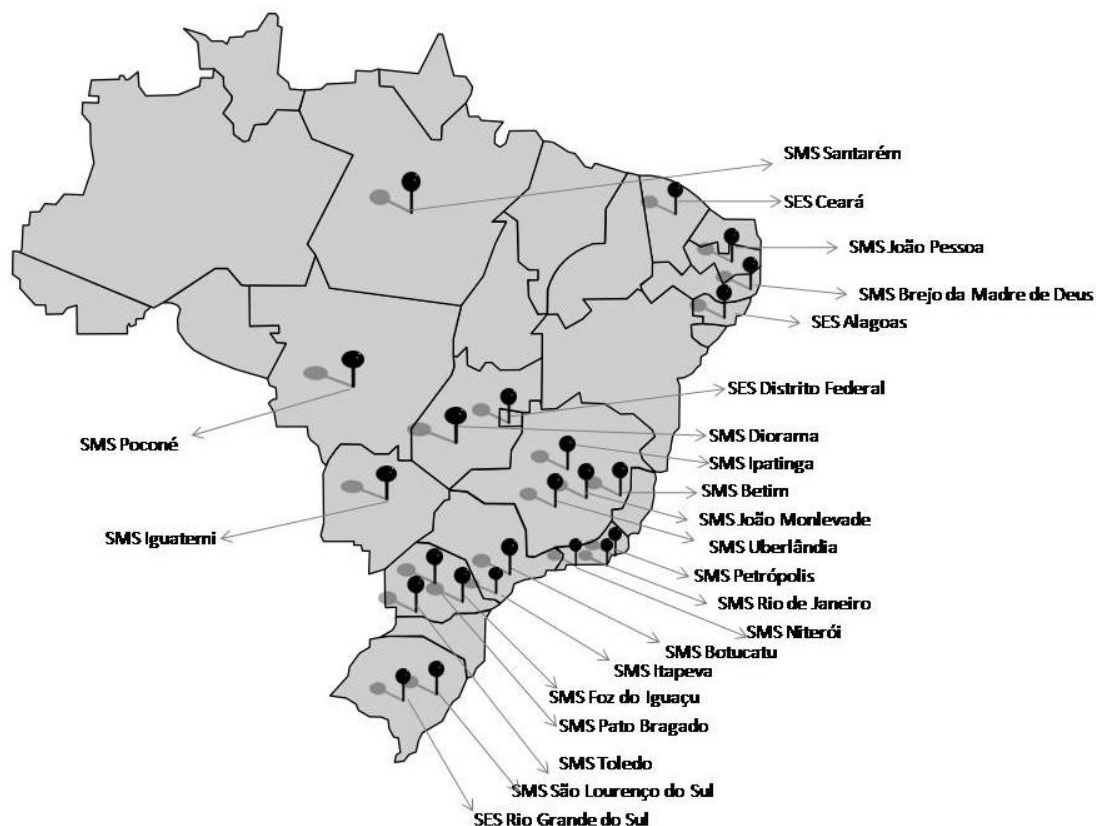 SMS Santarém
SES Ceará
SMS João Pessoa
SMS Brejo da Madre de Deus
SES Alagoas
SES Distrito Federal
SMS Diorama
SMS Poconé
SMS Ipatinga
SMS Betim
SMS João Monlevade
SMS Iguatemi
SMS Uberlândia
SMS Petrópolis
SMS Rio de Janeiro
SMS Niterói
SMS Botucatu
SMS Itapeva
SMS Foz do Iguaçu
SMS Pato Bragado
SMS Toledo
SMS São Lourenço do Sul
SES Rio Grande do Sul